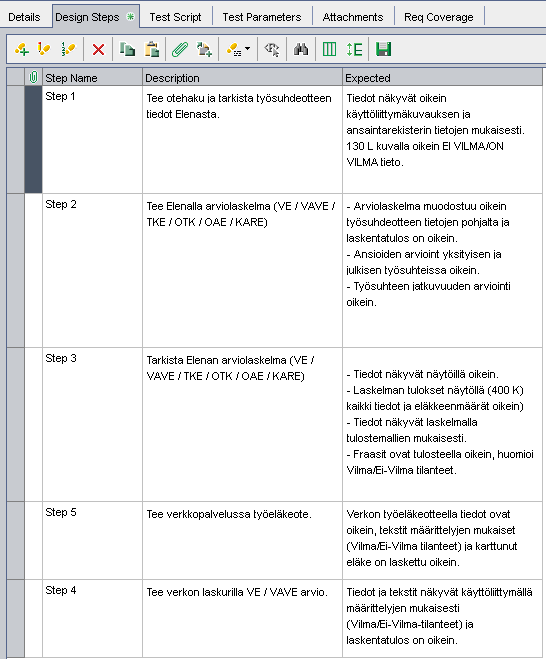 Details Design Steps Test Script Test Parameters Attachments Req Coverage
Step Name Description Expected
Step 1
Tee otehaku ja tarkista työsuhdeotteen
tiedot Elenasta.
Tiedot näkyvät oikein
käyttöliittymäkuvauksen ja
ansaintarekisterin tietojen mukaisesti.
130 L kuvalla oikein EI VILMA/ON
VILMA tieto.
Step 2
Tee Elenalla arviolaskelma (VE / VAVE /
TKE / OTK / OAE / KARE)
- Arviolaskelma muodostuu oikein
työsuhdeotteen tietojen pohjalta ja
laskentatulos on oikein.
- Ansioiden arvioint yksityisen ja
julkisen työsuhteissa oikein.
- Työsuhteen jatkuvuuden arviointi
oikein.
Step 3
Tarkista Elenan arviolaskelma (VE /
VAVE / TKE / OTK / OAE / KARE)
- Tiedot näkyvät näytöillä oikein.
- Laskelman tulokset näytöllä (400 K)
kaikki tiedot ja eläkkeenmäärät oikein)
- Tiedot näkyvät laskelmalla
tulostemallien mukaisesti.
- Fraasit ovat tulosteella oikein, huomioi
Vilma/Ei-Vilma tilanteet.
Step 5
Tee verkkopalvelussa työeläkeote.
Verkon työeläkeotteella tiedot ovat
oikein, tekstit määrittelyjen mukaiset
(Vilma/Ei-Vilma tilanteet) ja karttunut
eläke on laskettu oikein.
Step 4
Tee verkon laskurilla VE / VAVE arvio.
Tiedot ja tekstit näkyvät käyttöliittymällä
määrittelyjen mukaisesti
(Vilma/Ei-Vilma-tilanteet) ja
laskentatulos on oikein.